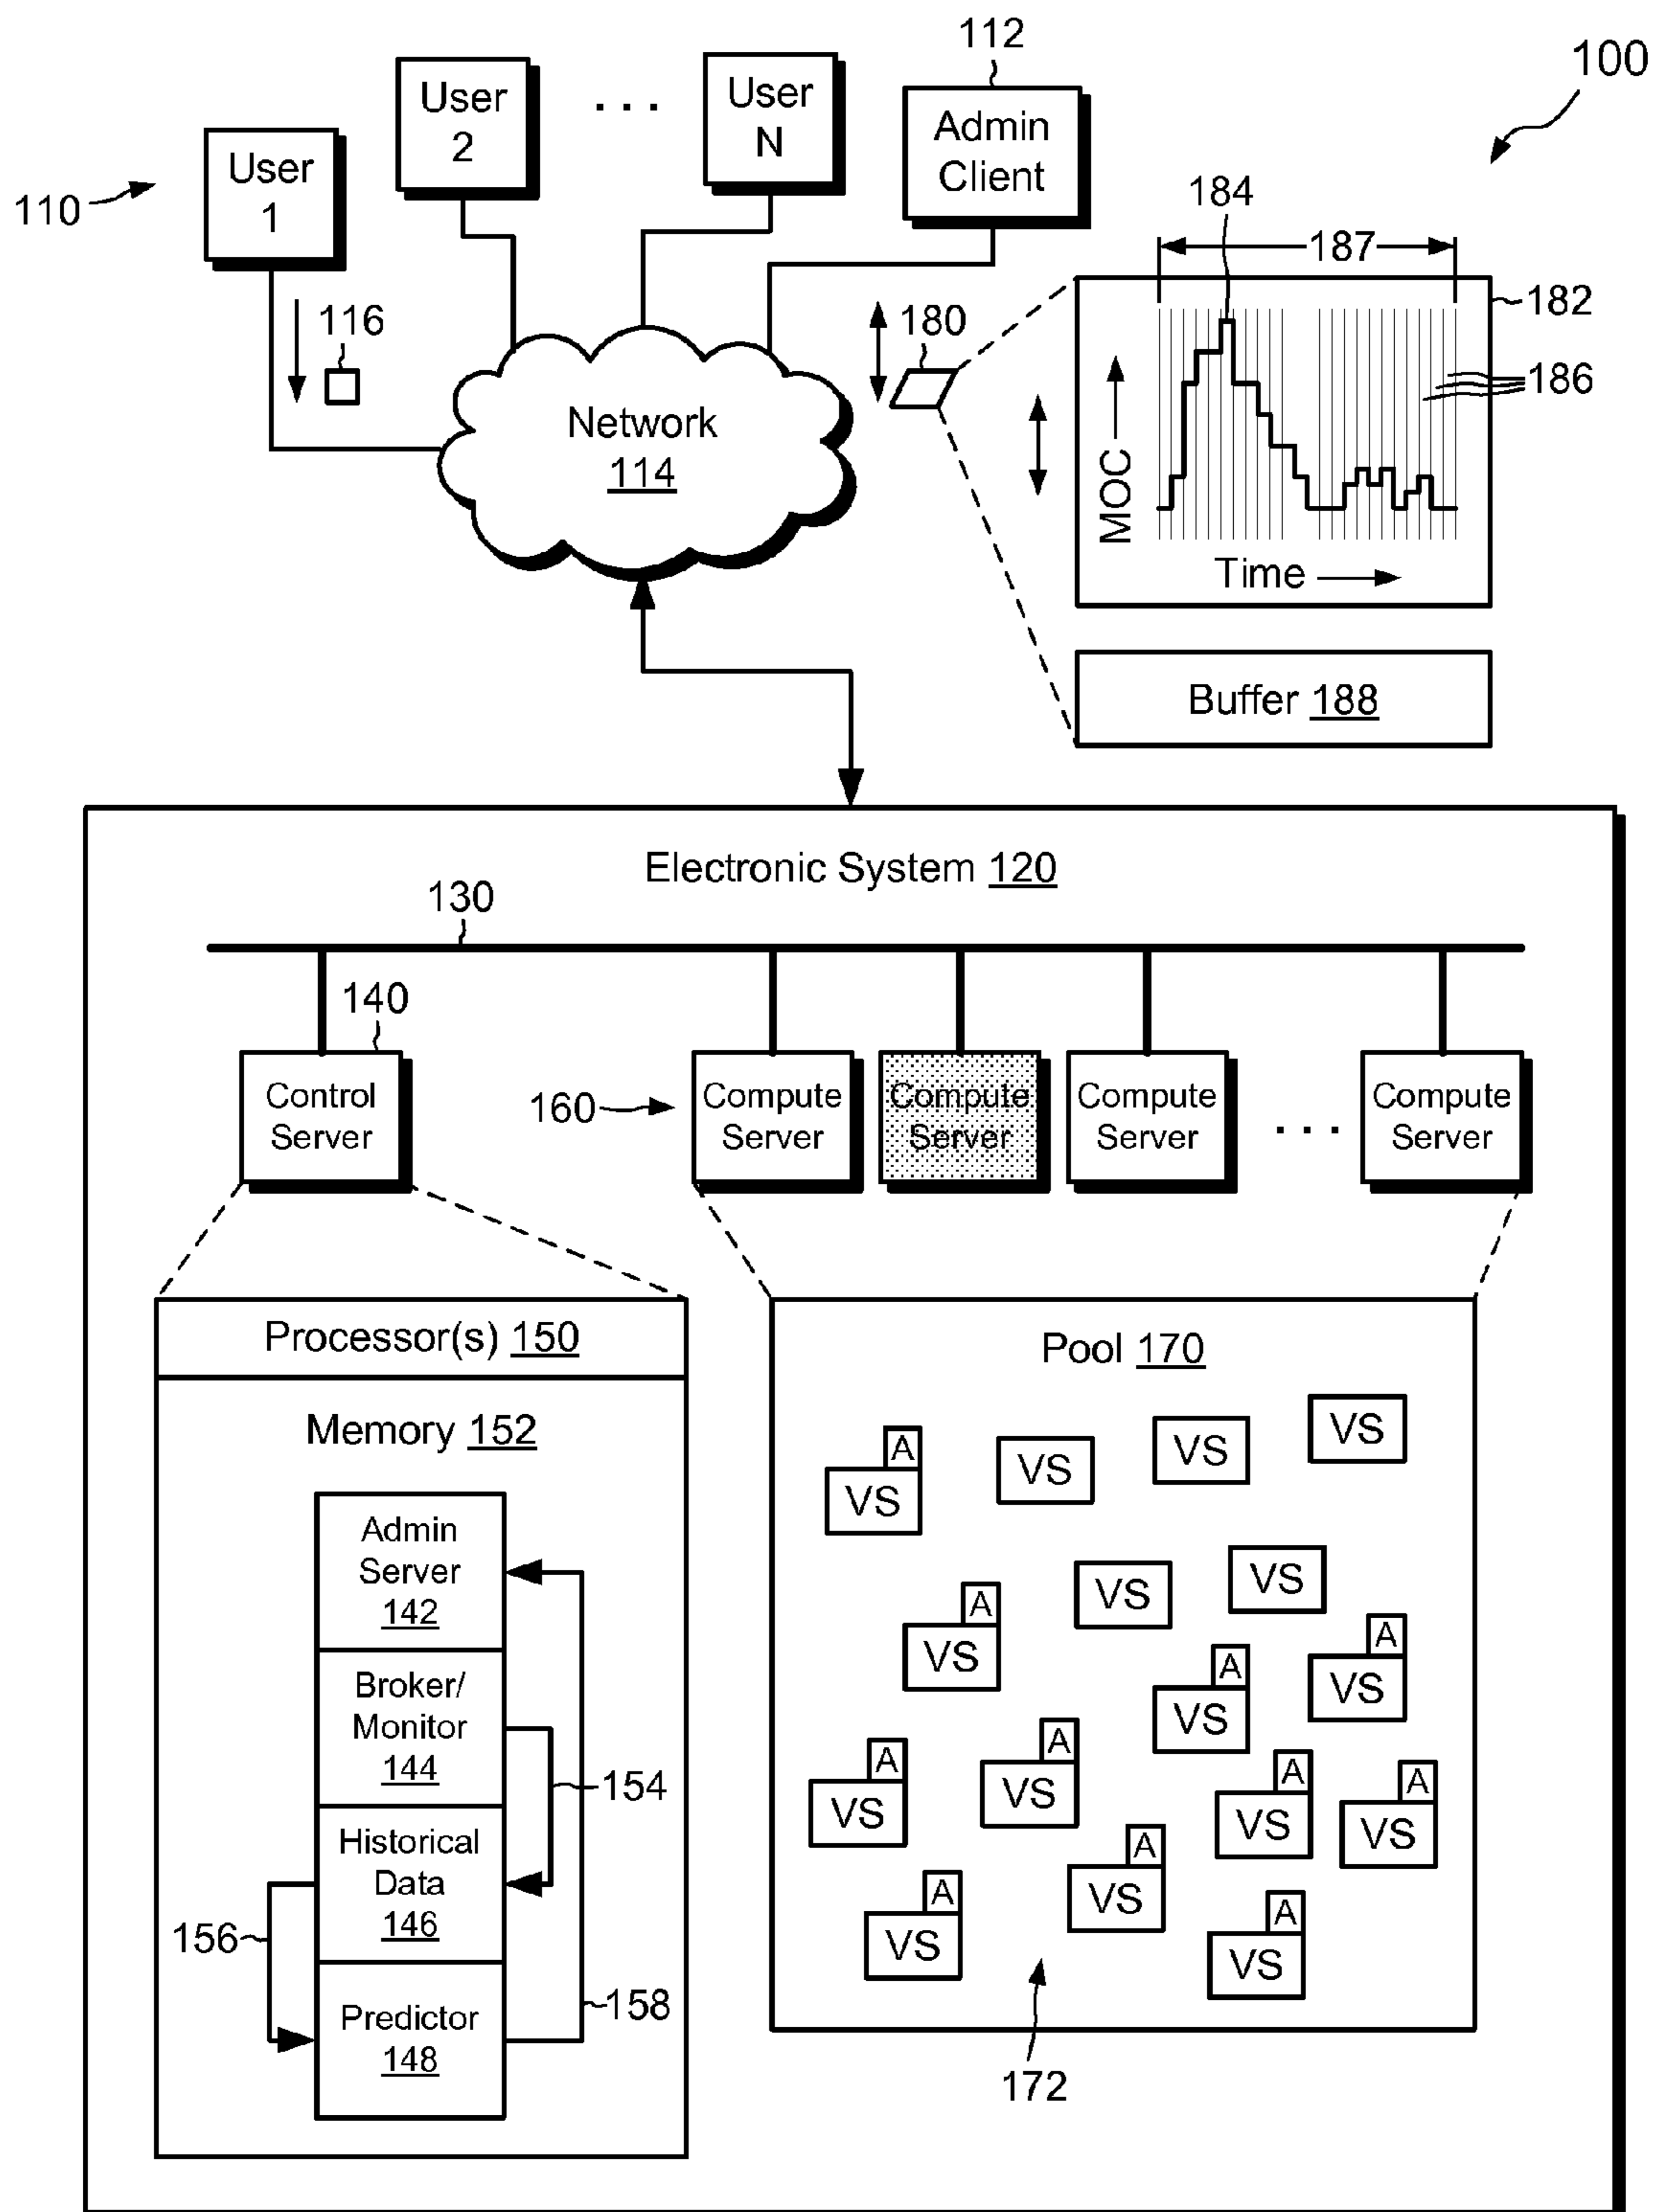 112
100
User
1
User
2
. . .
User
N
Admin
Client
110
184
187
182
116
180
186
Network
114
MOC
Time
Buffer 188
Electronic System 120
130
140
Control
Server
160
Compute
Server
Compute
Server
Compute
Server
. . .
Compute
Server
Processor(s) 150
Memory 152
Admin
Server
142
Broker/
Monitor
144
Historical
Data
146
Predictor
148
154
156
158
Pool 170
VS
VS
A
VS
VS
VS
VS
A
VS
A
VS
A
VS
A
VS
A
VS
A
VS
A
VS
A
VS
A
VS
A
VS
172